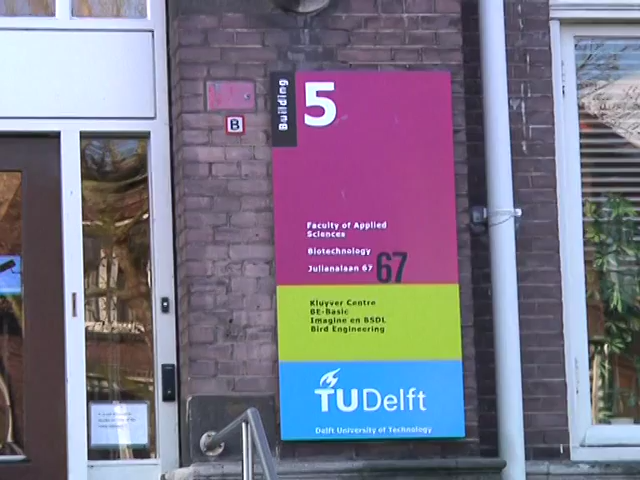 Building
5
B
Faculty of Applied
Sciences
Biotechnology
Julianalaan 67
67
Kluyver Centre
BE-Basic
Imagine en BSDL
Bird Engineering
TUDelft
Delft University of Technology